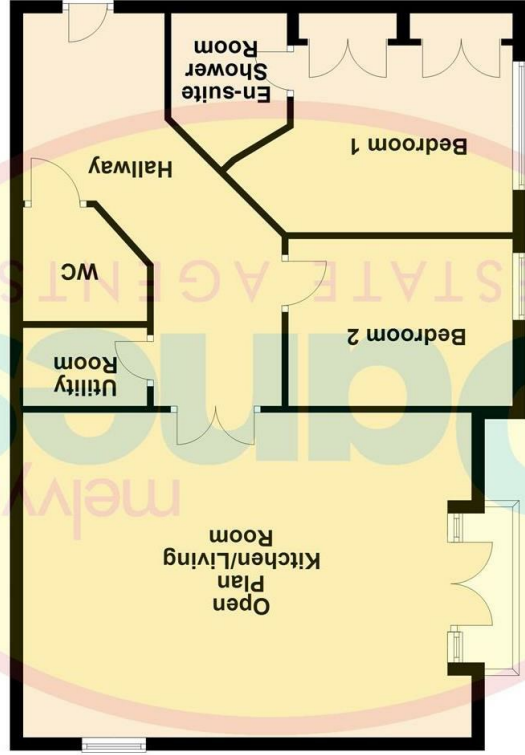 Open
Plan
Kitchen/Living
Room
Utility
Room
Bedroom 2
WC
Hallway
Bedroom 1
En-suite
Shower
Room
ESTATE AGENTS